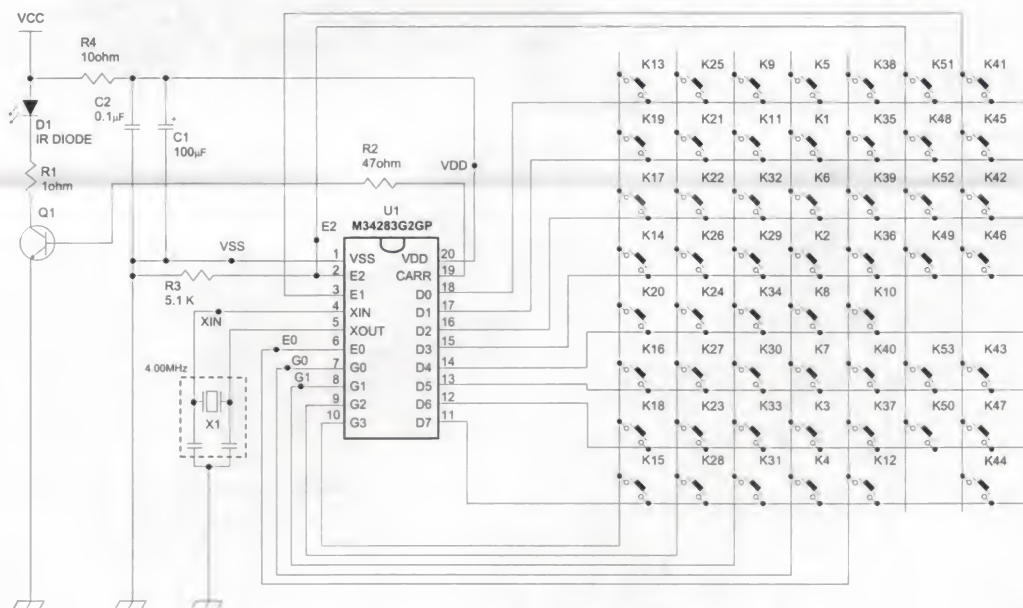 VCC
R4
10ohm
C2
0.1µF
C1
100µF
D1
IR DIODE
R1
1ohm
Q1
R2
47ohm
VDD
E2
VSS
R3
5.1 K
XIN
E0
G0
G1
4.00MHz
X1
U1
M34283G2GP
1 VSS VDD 20
2 E2 CARR 19
3 E1 D0 18
4 XIN D1 17
5 XOUT D2 16
6 E0 D3 15
7 G0 D4 14
8 G1 D5 13
9 G2 D6 12
10 G3 D7 11
K13 K25 K9 K5 K38 K51 K41
K19 K21 K11 K1 K35 K48 K45
K17 K22 K32 K6 K39 K52 K42
K14 K26 K29 K2 K36 K49 K46
K20 K24 K34 K8 K10
K16 K27 K30 K7 K40 K53 K43
K18 K23 K33 K3 K37 K50 K47
K15 K28 K31 K4 K12 K44